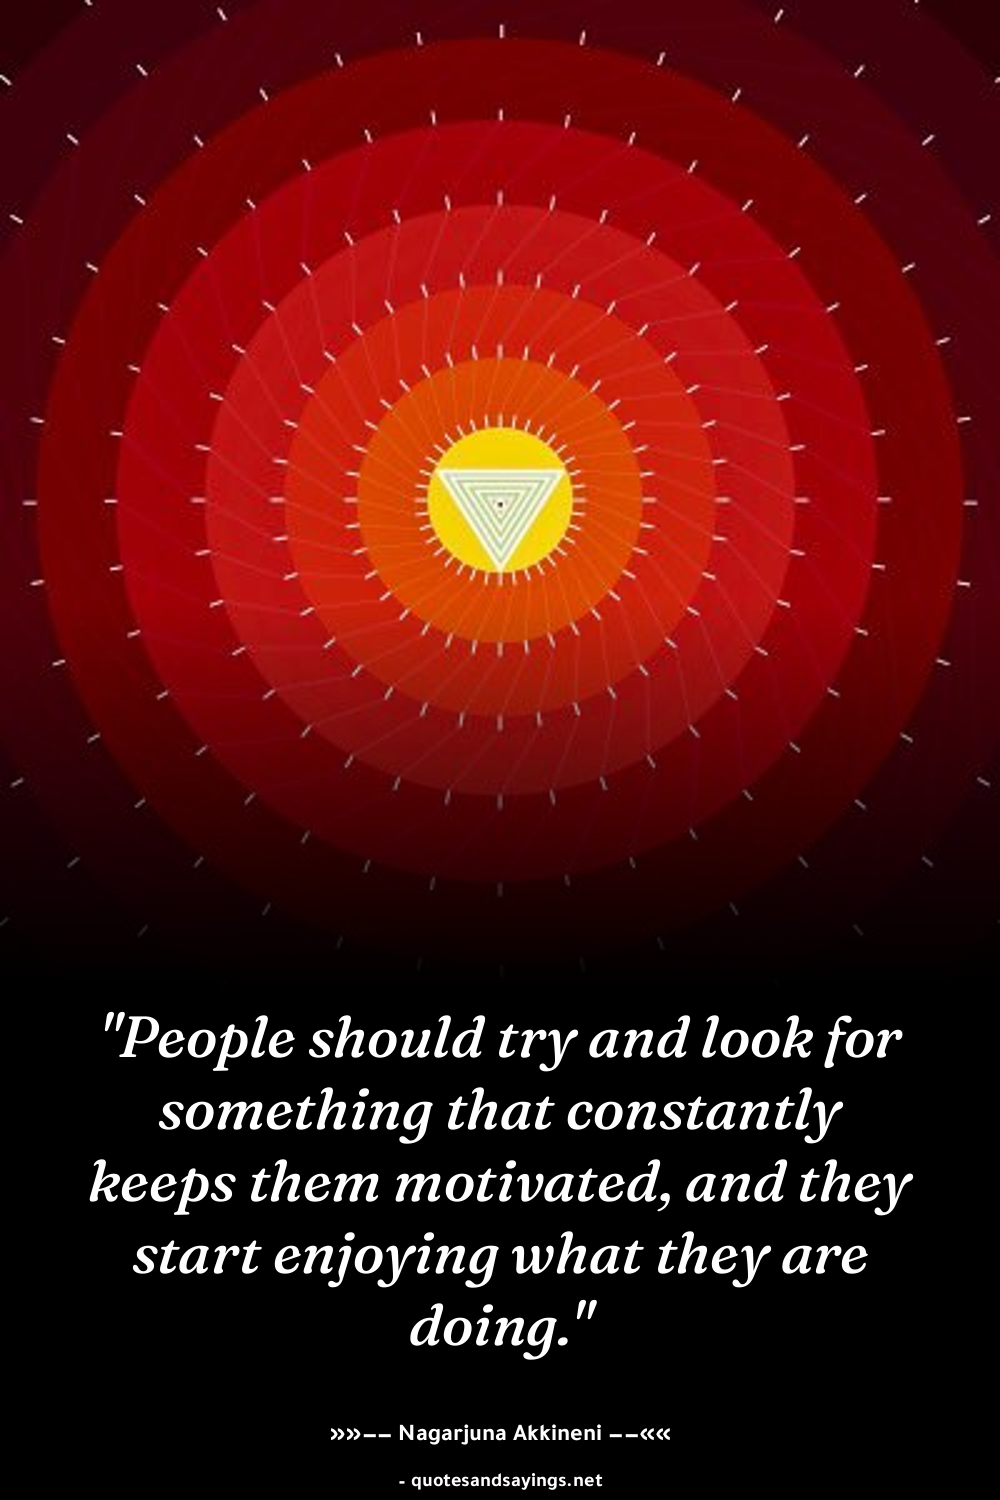 "People should try and look for
something that constantly
keeps them motivated, and they
start enjoying what they are
doing."
»»−− Nagarjuna Akkineni −−««
- quotesandsayings.net